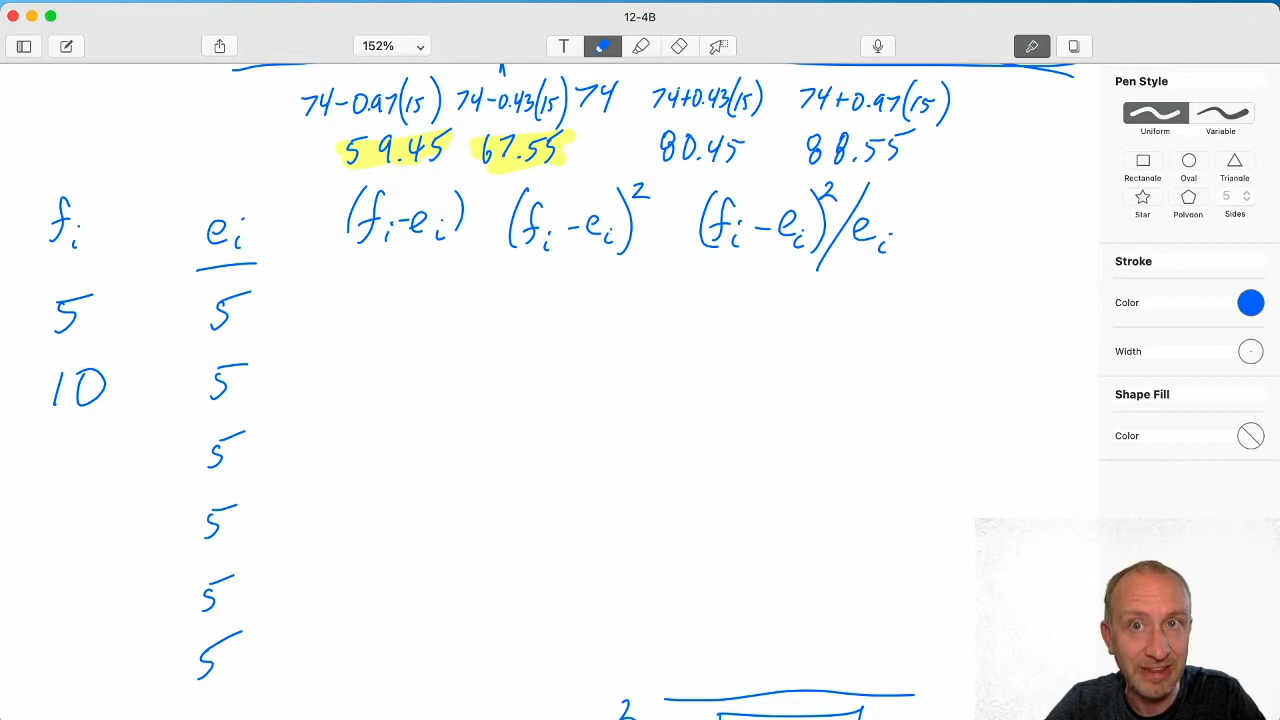 12-4B
152%
T
Pen Style
Uniform Variable
Rectangle Oval Triangle
Star Polygon 5 Sides
Stroke
Color
Width
Shape Fill
Color
74-0.97(15) 74-0.43(15) 74 74+0.43(15) 74+0.97(15)
59.45 67.55 80.45 88.55
fᵢ eᵢ (fᵢ-eᵢ) (fᵢ-eᵢ)² (fᵢ-eᵢ)²/eᵢ
5 5
10 5
5
5
5
5
2